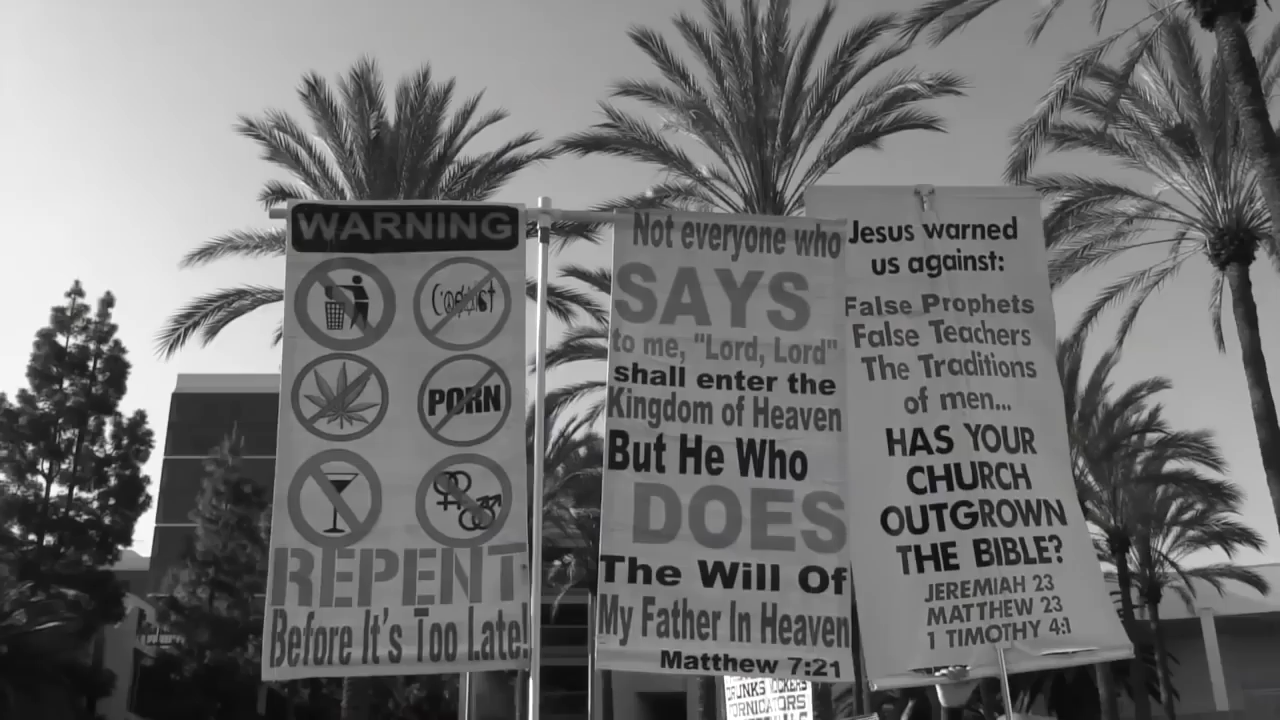 WARNING
Coexist
PORN
REPENT
Before It's Too Late!
Not everyone who
SAYS
to me, "Lord, Lord"
shall enter the
Kingdom of Heaven
But He Who
DOES
The Will Of
My Father In Heaven
Matthew 7:21
Jesus warned
us against:
False Prophets
False Teachers
The Traditions
of men...
HAS YOUR
CHURCH
OUTGROWN
THE BIBLE?
JEREMIAH 23
MATTHEW 23
1 TIMOTHY 4:1